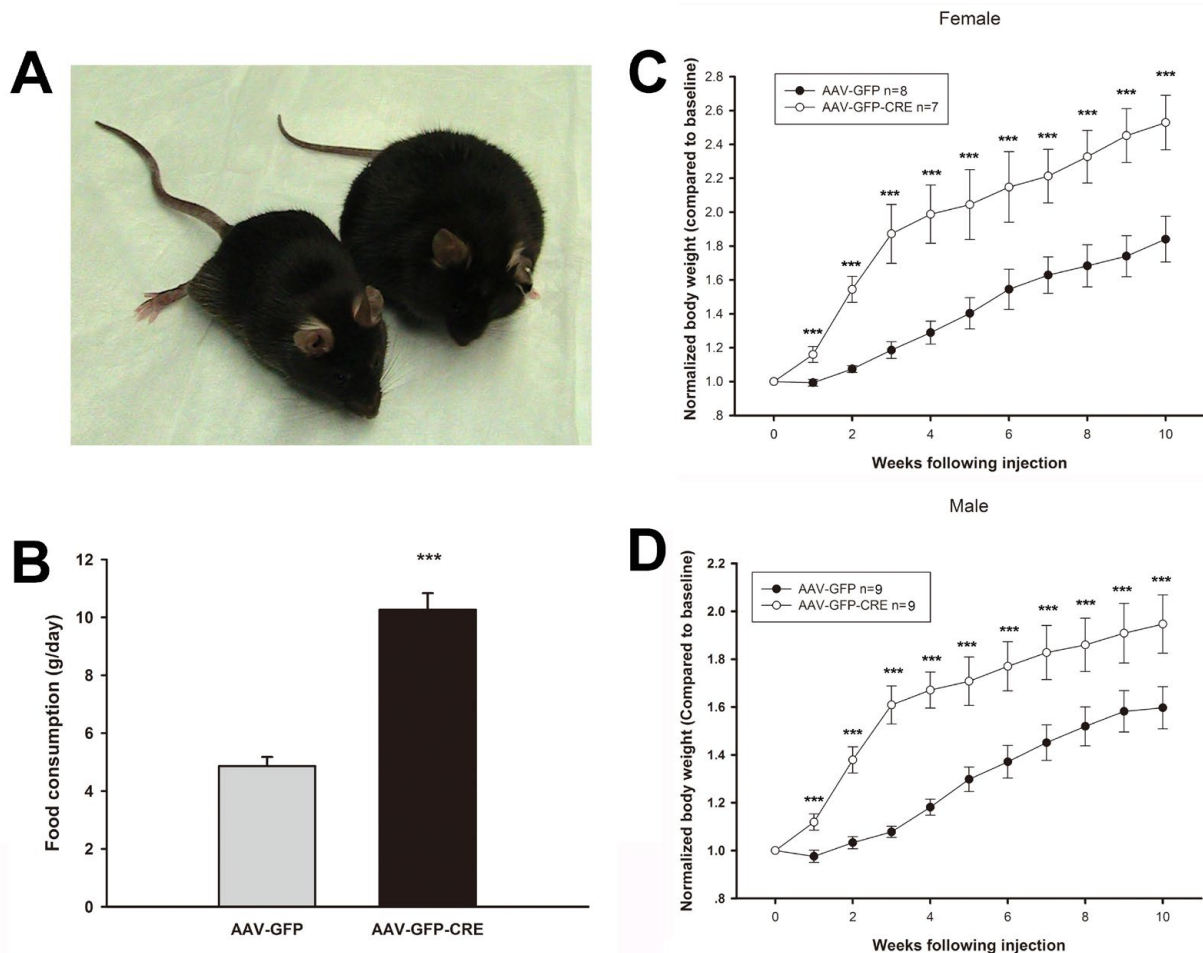 A
B
Food consumption (g/day)
12
10
8
6
4
2
0
***
AAV-GFP
AAV-GFP-CRE
Female
C
Normalized body weight (compared to baseline)
2.8
2.6
2.4
2.2
2.0
1.8
1.6
1.4
1.2
1.0
.8
AAV-GFP n=8
AAV-GFP-CRE n=7
*** *** *** *** *** *** *** *** *** ***
0 2 4 6 8 10
Weeks following injection
Male
D
Normalized body weight (Compared to baseline)
2.2
2.0
1.8
1.6
1.4
1.2
1.0
.8
AAV-GFP n=9
AAV-GFP-CRE n=9
*** *** *** *** *** *** *** *** *** ***
0 2 4 6 8 10
Weeks following injection